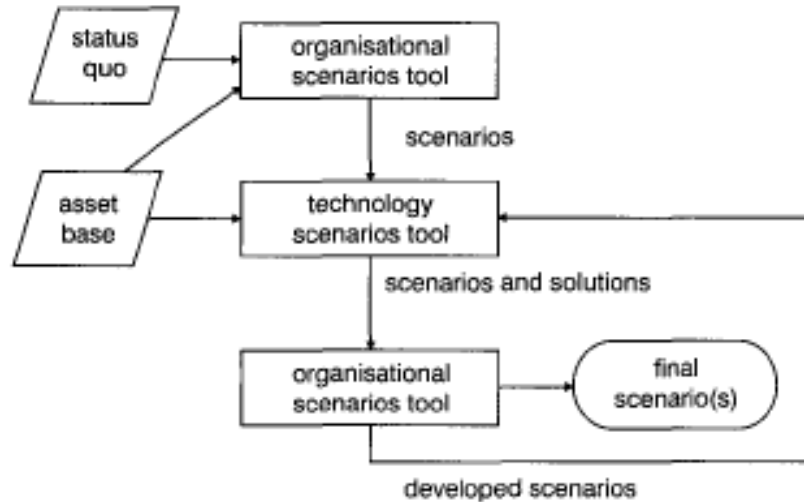 status
quo
organisational
scenarios tool
scenarios
asset
base
technology
scenarios tool
scenarios and solutions
organisational
scenarios tool
final
scenario(s)
developed scenarios